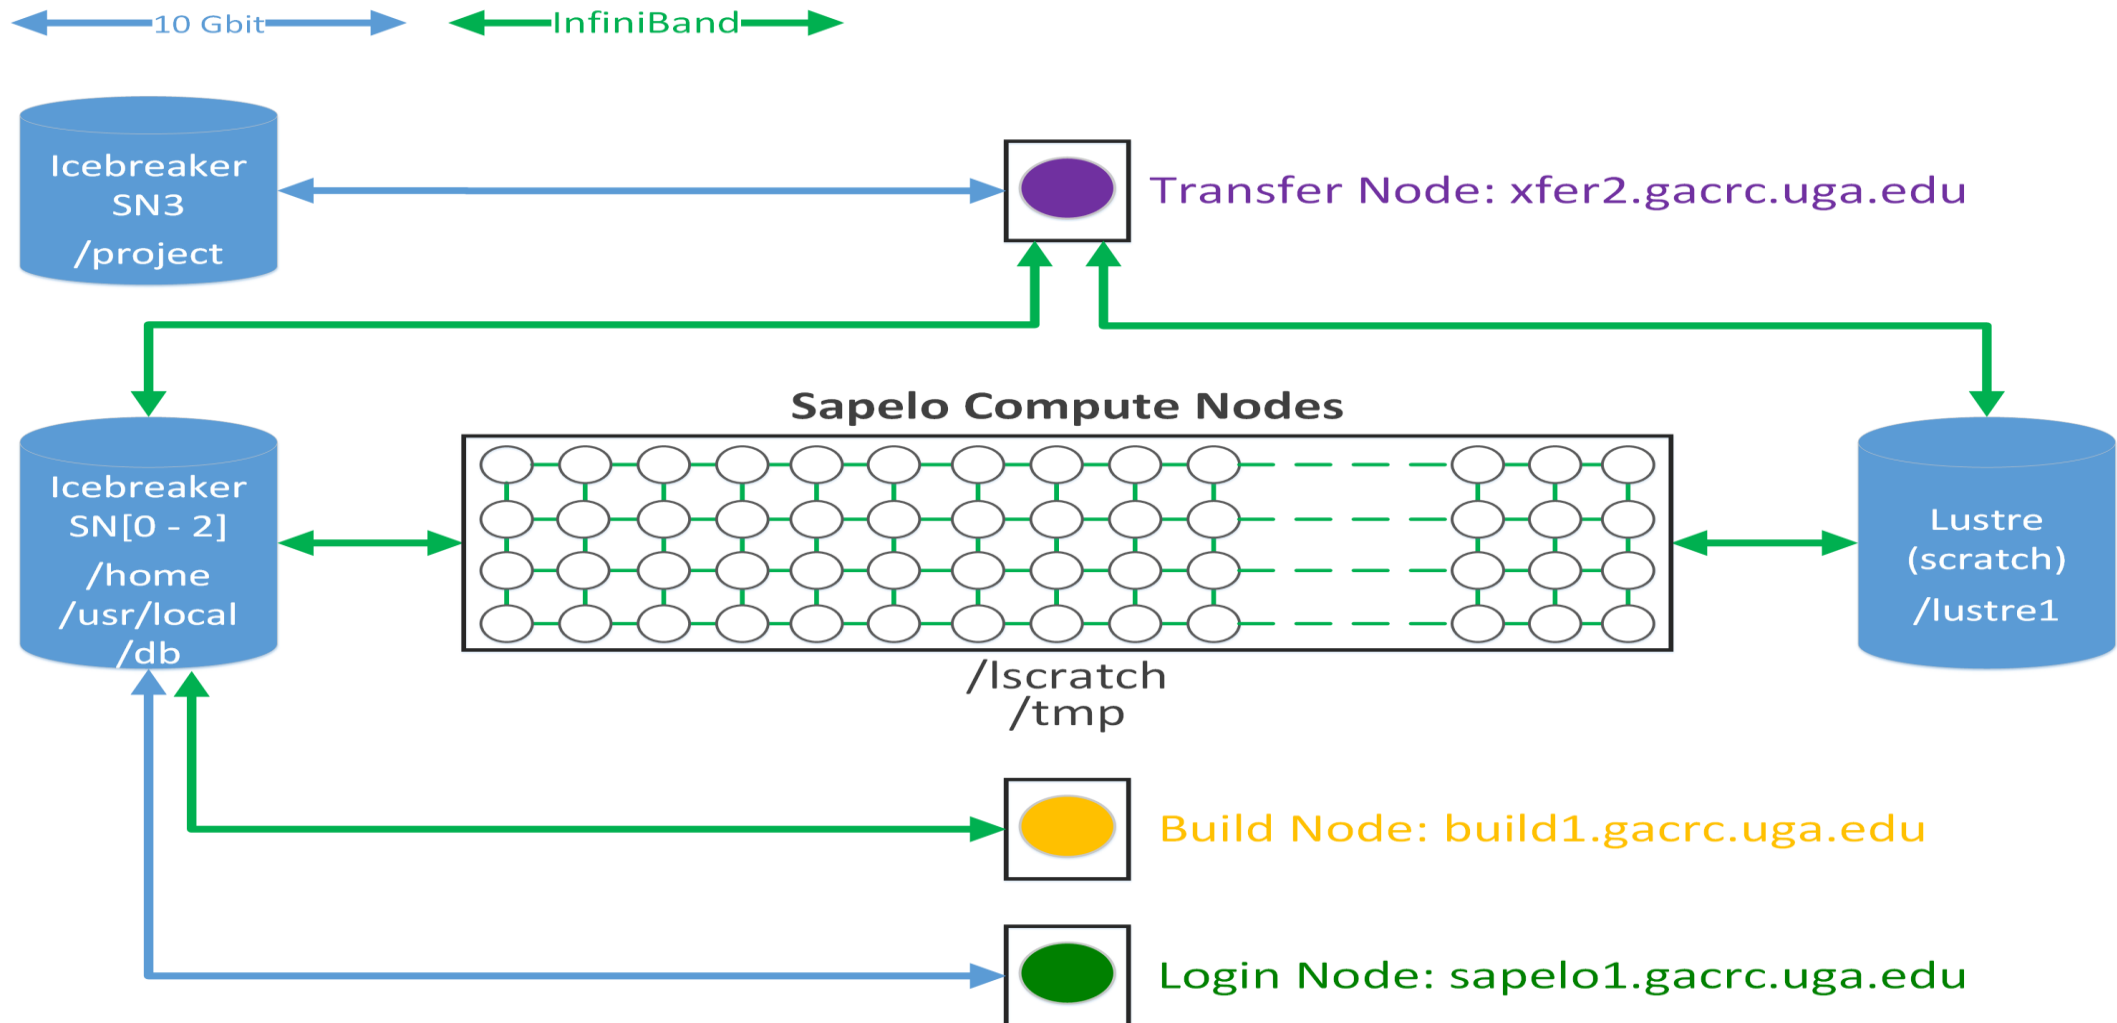 10 Gbit
InfiniBand
Icebreaker
SN3
/project
Transfer Node: xfer2.gacrc.uga.edu
Sapelo Compute Nodes
Icebreaker
SN[0 - 2]
/home
/usr/local
/db
Lustre
(scratch)
/lustre1
/lscratch
/tmp
Build Node: build1.gacrc.uga.edu
Login Node: sapelo1.gacrc.uga.edu